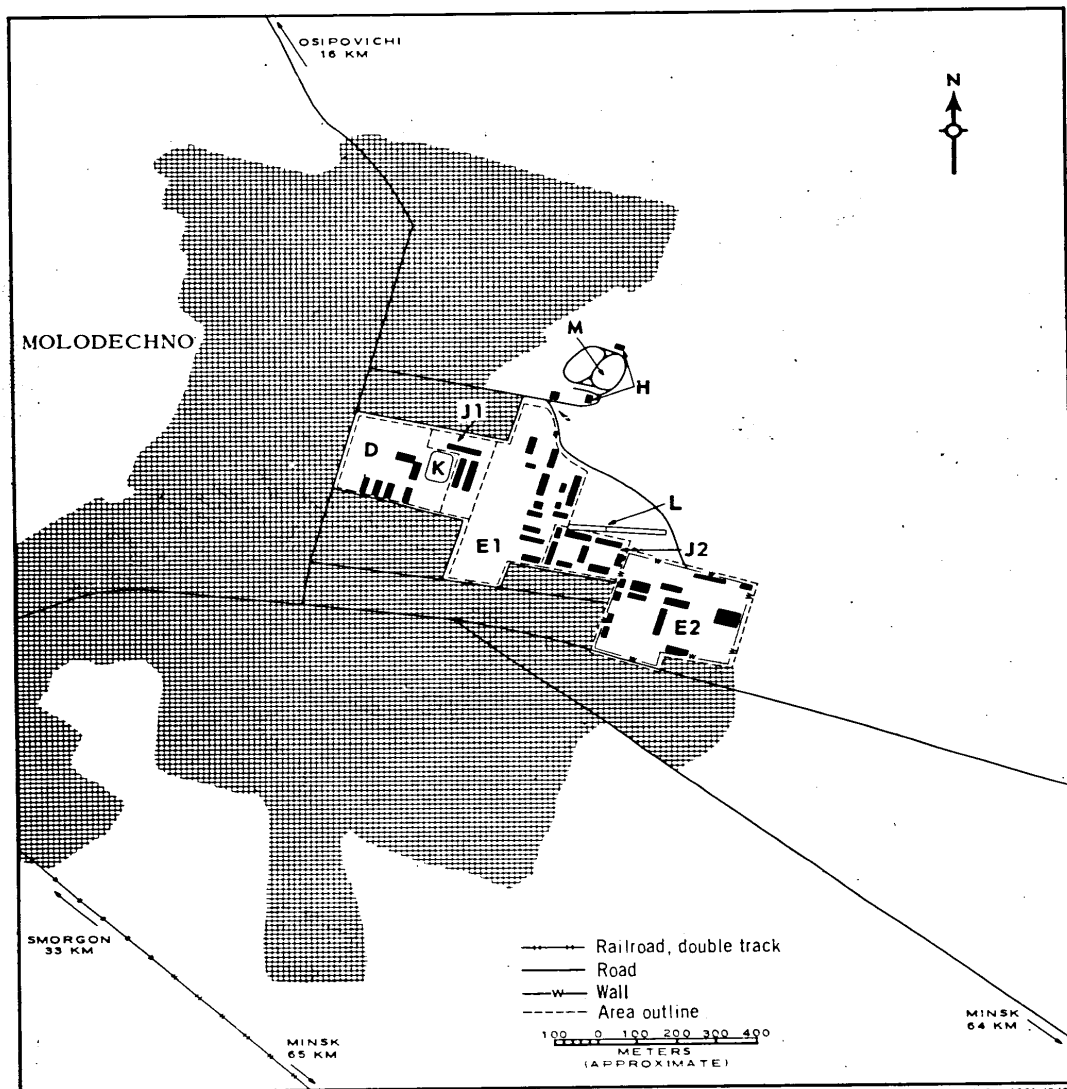 OSIPOVICHI
16 KM
N
MOLODECHNO
M
H
J1
D
K
L
E1
J2
E2
SMORGON
33 KM
Railroad, double track
Road
W Wall
Area outline
MINSK
65 KM
100 0 100 200 300 400
METERS
(APPROXIMATE)
MINSK
64 KM